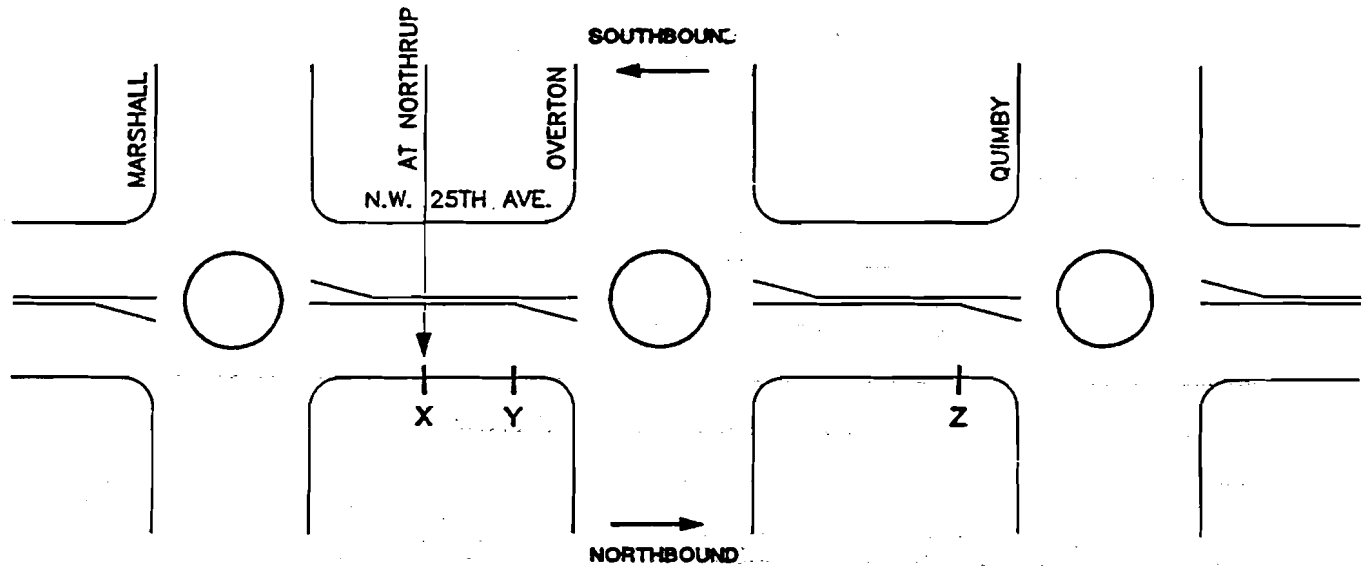 SOUTHBOUND
MARSHALL
AT NORTHRUP
OVERTON
QUIMBY
N.W. 25TH AVE.
X
Y
Z
NORTHBOUND